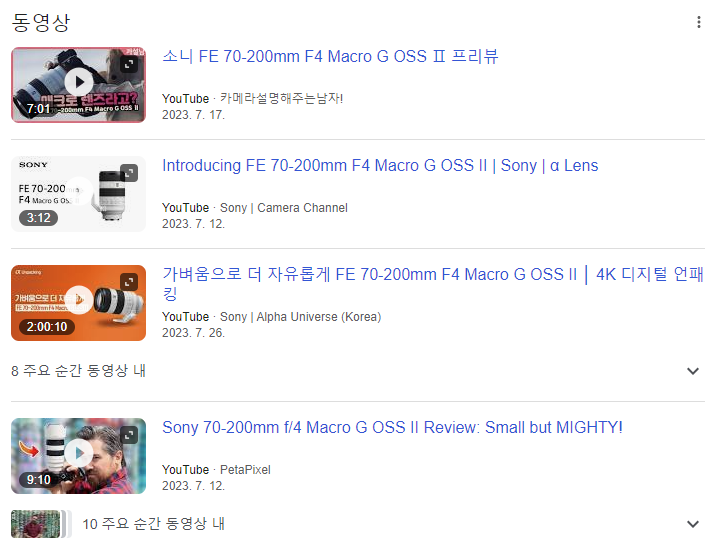 동영상
소니 FE 70-200mm F4 Macro G OSS Ⅱ 프리뷰
매크로 렌즈라고?
70-200mm F4 Macro G OSS II
7:01
YouTube · 카메라설명해주는남자!
2023. 7. 17.
Introducing FE 70-200mm F4 Macro G OSS II | Sony | α Lens
SONY
FE 70-200
F4 Macro G OSS
3:12
YouTube · Sony | Camera Channel
2023. 7. 12.
가벼움으로 더 자유롭게 FE 70-200mm F4 Macro G OSS II │ 4K 디지털 언패
킹
α Unpacking
가벼움으로 더 자유
FE 70-200mm F4 Macro G OSS II
2:00:10
YouTube · Sony | Alpha Universe (Korea)
2023. 7. 26.
8 주요 순간 동영상 내
Sony 70-200mm f/4 Macro G OSS II Review: Small but MIGHTY!
9:10
YouTube · PetaPixel
2023. 7. 12.
10 주요 순간 동영상 내